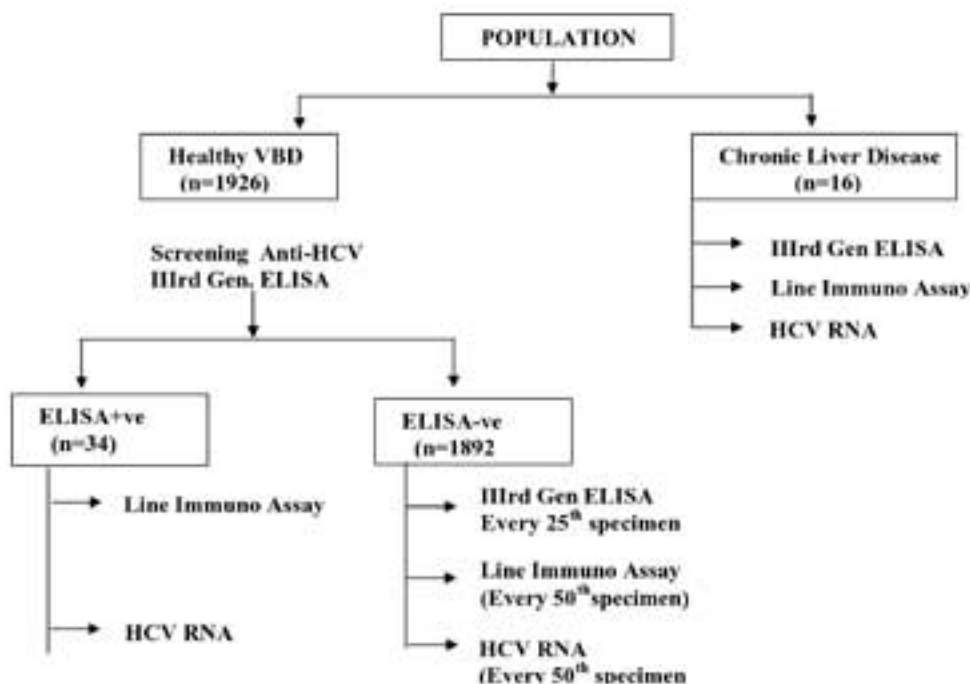 POPULATION
Healthy VBD
(n=1926)
Chronic Liver Disease
(n=16)
Screening Anti-HCV
IIIrd Gen. ELISA
IIIrd Gen ELISA
Line Immuno Assay
HCV RNA
ELISA+ve
(n=34)
ELISA-ve
(n=1892
Line Immuno Assay
HCV RNA
IIIrd Gen ELISA
Every 25th specimen
Line Immuno Assay
(Every 50th specimen)
HCV RNA
(Every 50th specimen